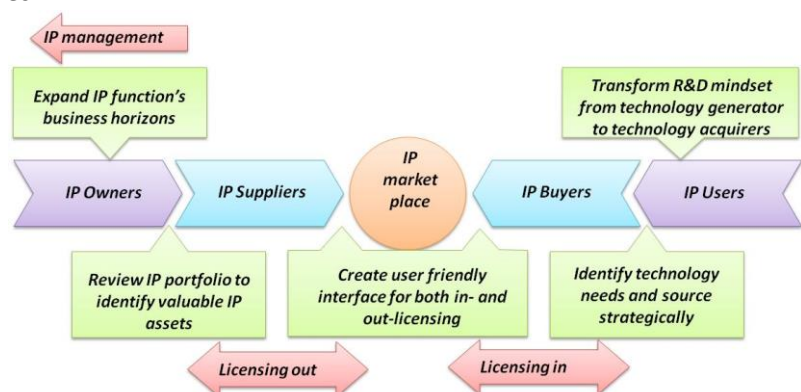 IP management
Expand IP function's
business horizons
Transform R&D mindset
from technology generator
to technology acquirers
IP Owners
IP Suppliers
IP
market
place
IP Buyers
IP Users
Review IP portfolio to
identify valuable IP
assets
Create user friendly
interface for both in- and
out-licensing
Identify technology
needs and source
strategically
Licensing out
Licensing in